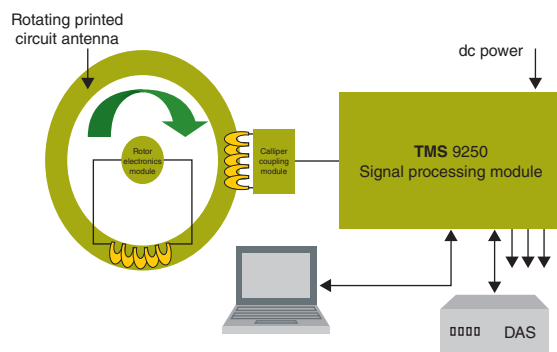 Rotating printed
circuit antenna
dc power
Rotor
electronics
module
Calliper
coupling
module
TMS 9250
Signal processing module
DAS